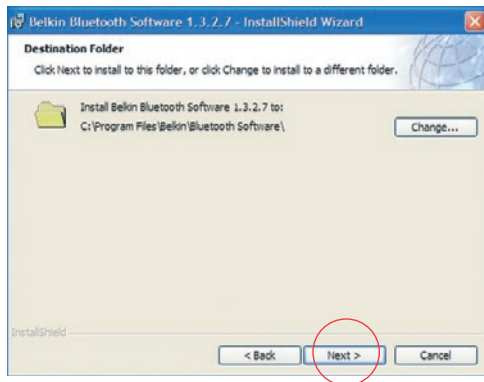 Belkin Bluetooth Software 1.3.2.7 - InstallShield Wizard
Destination Folder
Click Next to install to this folder, or click Change to install to a different folder.
Install Belkin Bluetooth Software 1.3.2.7 to:
C:\Program Files\Belkin\Bluetooth Software\
Change...
InstallShield
< Back
Next >
Cancel